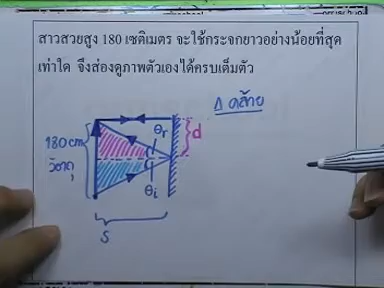 สาวสวยสูง 180 เซติเมตร จะใช้กระจกยาวอย่างน้อยที่สุด
เท่าใด จึงส่องดูภาพตัวเองได้ครบเต็มตัว
Δ คล้าย
θr
d
180 cm
วัตถุ
θi
S